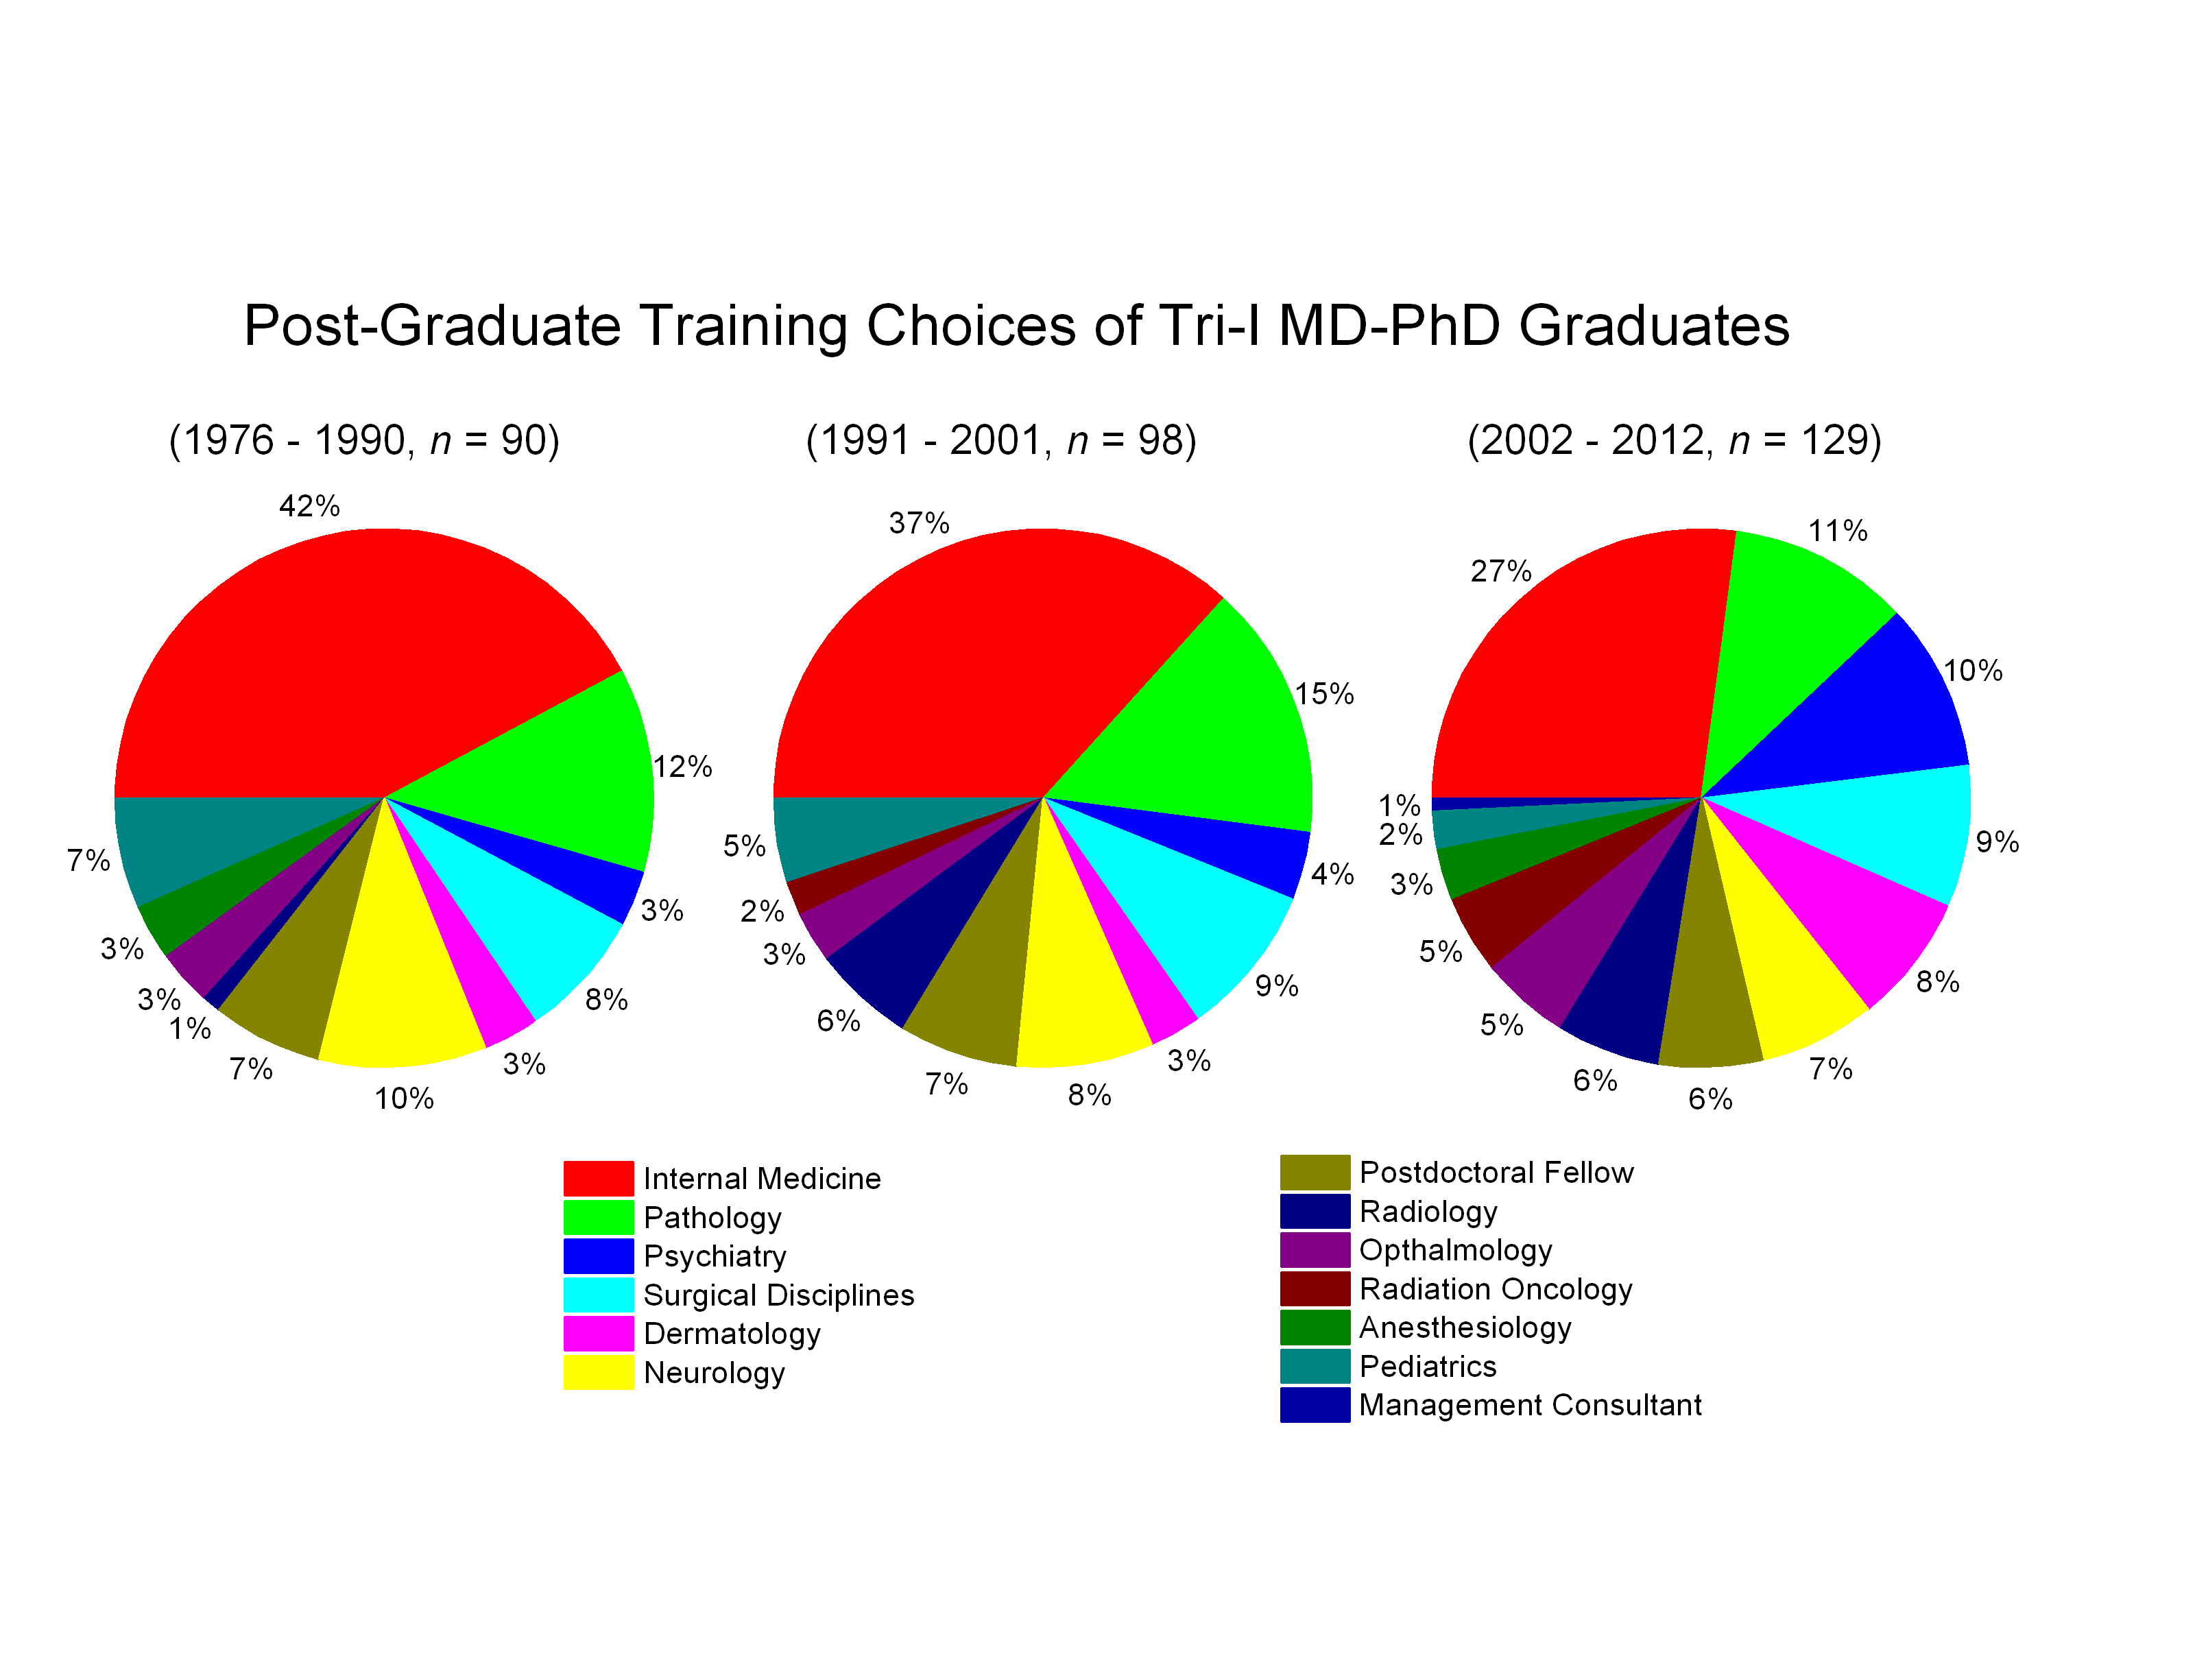 Post-Graduate Training Choices of Tri-I MD-PhD Graduates
(1976 - 1990, n = 90)
42%
12%
3%
8%
3%
10%
7%
1%
3%
3%
7%
(1991 - 2001, n = 98)
37%
15%
4%
9%
3%
8%
7%
6%
3%
2%
5%
(2002 - 2012, n = 129)
27%
11%
10%
9%
8%
7%
6%
6%
5%
5%
3%
2%
1%
Internal Medicine
Pathology
Psychiatry
Surgical Disciplines
Dermatology
Neurology
Postdoctoral Fellow
Radiology
Opthalmology
Radiation Oncology
Anesthesiology
Pediatrics
Management Consultant